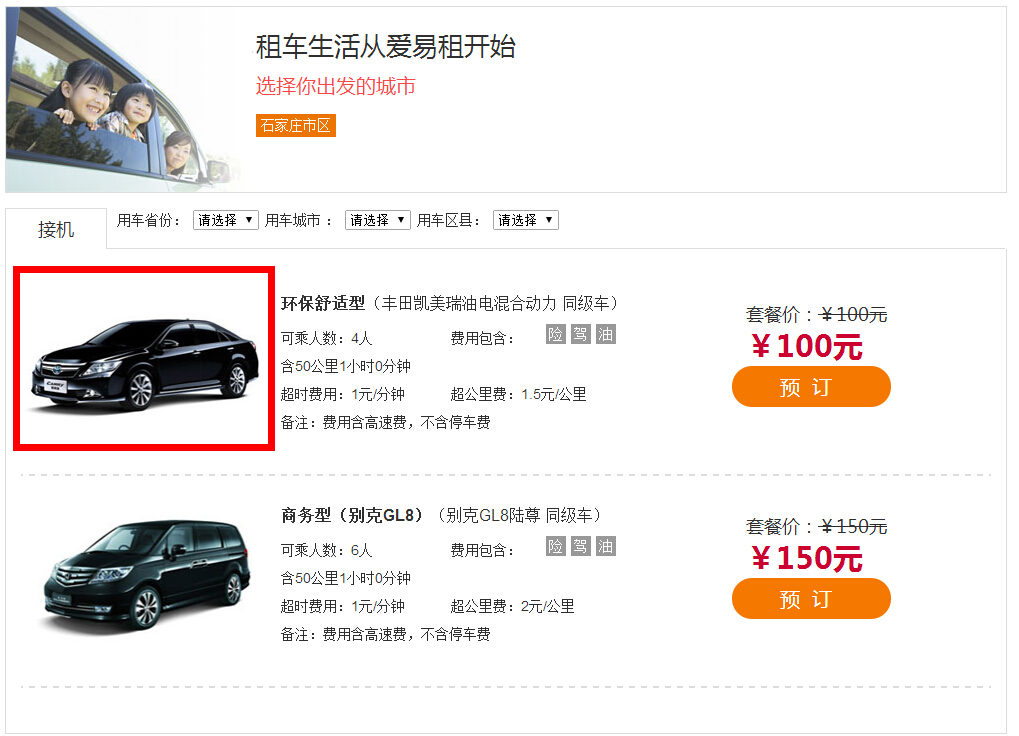 租车生活从爱易租开始
选择你出发的城市
石家庄市区
接机 用车省份： 请选择 用车城市 ： 请选择 用车区县： 请选择
环保舒适型（丰田凯美瑞油电混合动力 同级车） 套餐价：￥100元
可乘人数：4人 费用包含： 险 驾 油 ￥100元
含50公里1小时0分钟
超时费用：1元/分钟 超公里费：1.5元/公里 预 订
备注：费用含高速费，不含停车费
CAMRY
商务型（别克GL8）（别克GL8陆尊 同级车） 套餐价：￥150元
可乘人数：6人 费用包含： 险 驾 油 ￥150元
含50公里1小时0分钟
超时费用：1元/分钟 超公里费：2元/公里 预 订
备注：费用含高速费，不含停车费